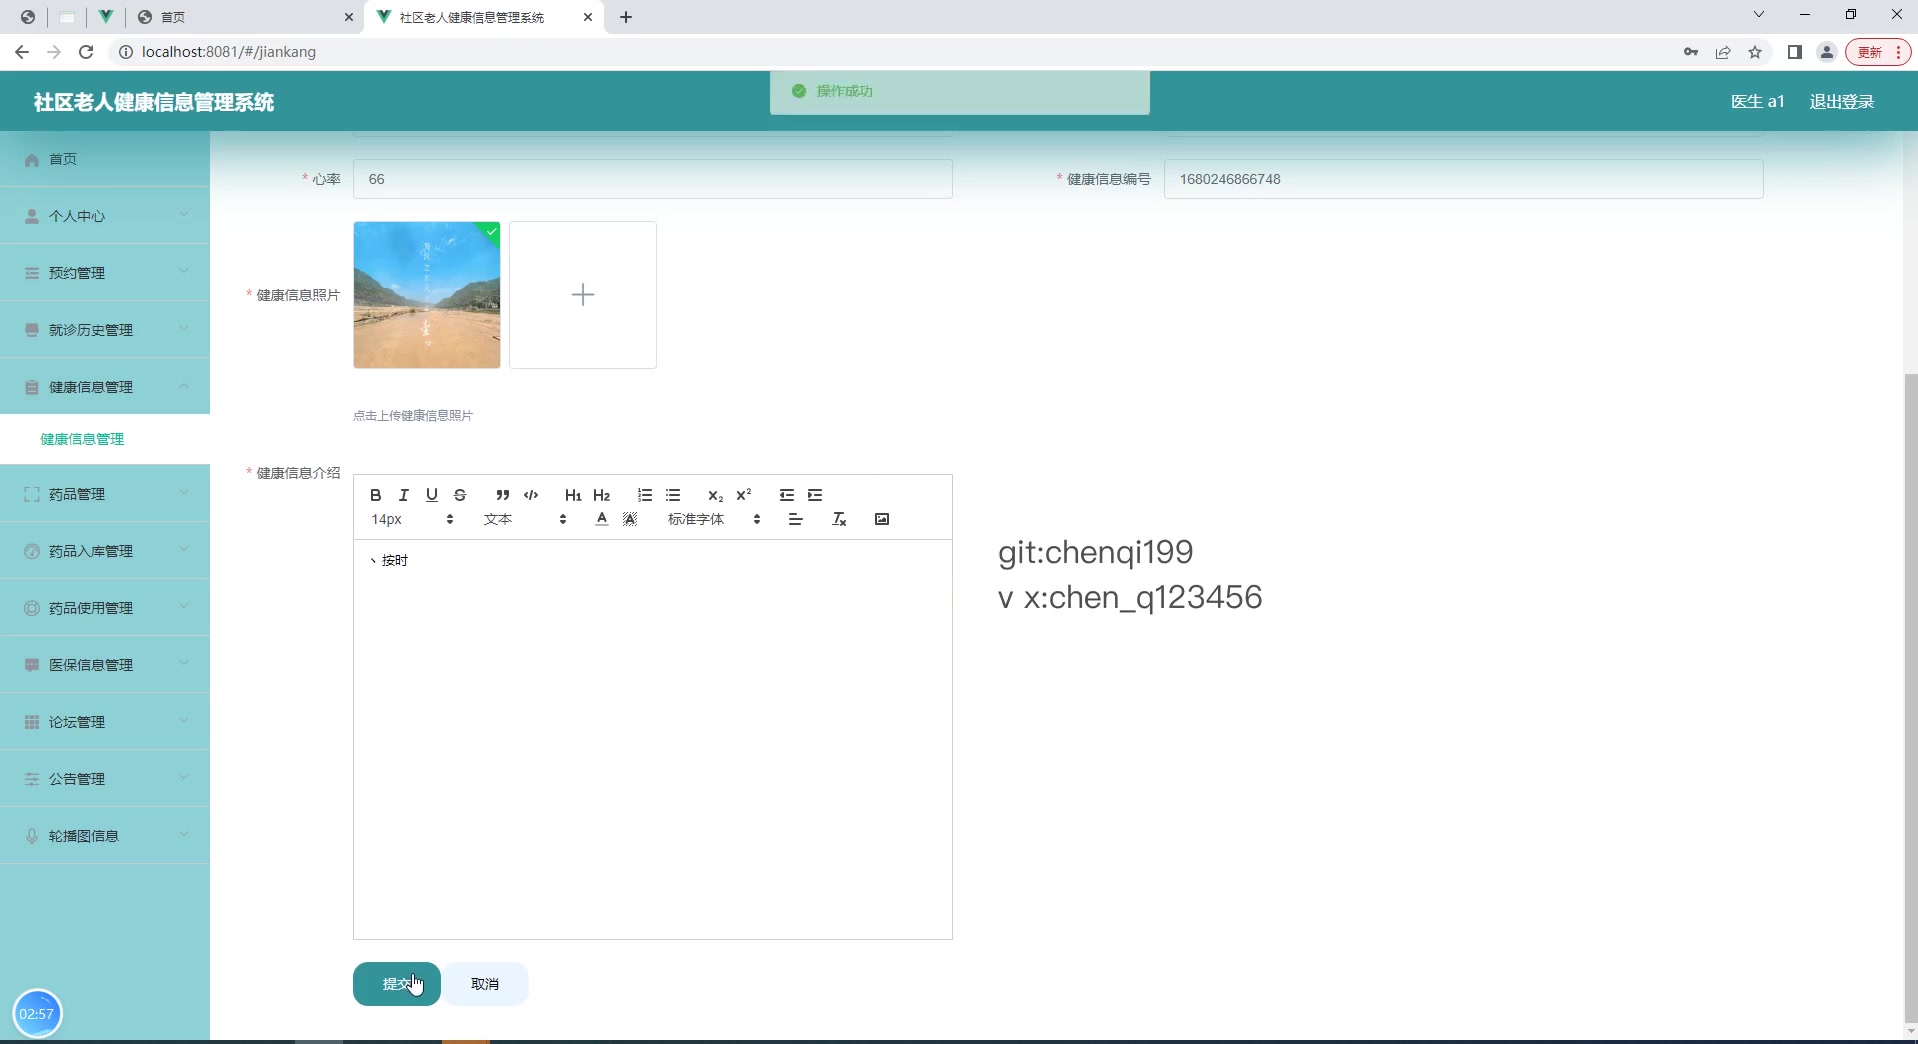 首页
社区老人健康信息管理系统
localhost:8081/#/jiankang
更新
社区老人健康信息管理系统
操作成功
医生 a1
退出登录
首页
个人中心
预约管理
就诊历史管理
健康信息管理
健康信息管理
药品管理
药品入库管理
药品使用管理
医保信息管理
论坛管理
公告管理
轮播图信息
* 心率
66
* 健康信息编号
1680246866748
* 健康信息照片
点击上传健康信息照片
* 健康信息介绍
B I U S H1 H2 X2 X2
14px 文本 A A 标准字体 Tx
、按时
git:chenqi199
v x:chen_q123456
提交
取消
02:57